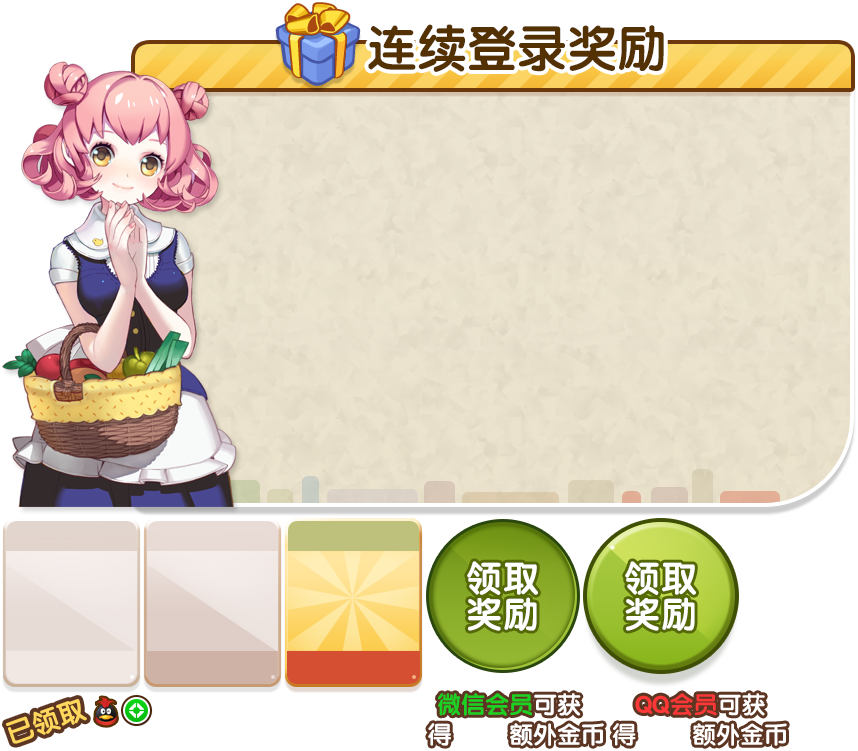 连续登录奖励
领取
奖励
领取
奖励
已领取
微信会员可获
得 额外金币
QQ会员可获
得 额外金币